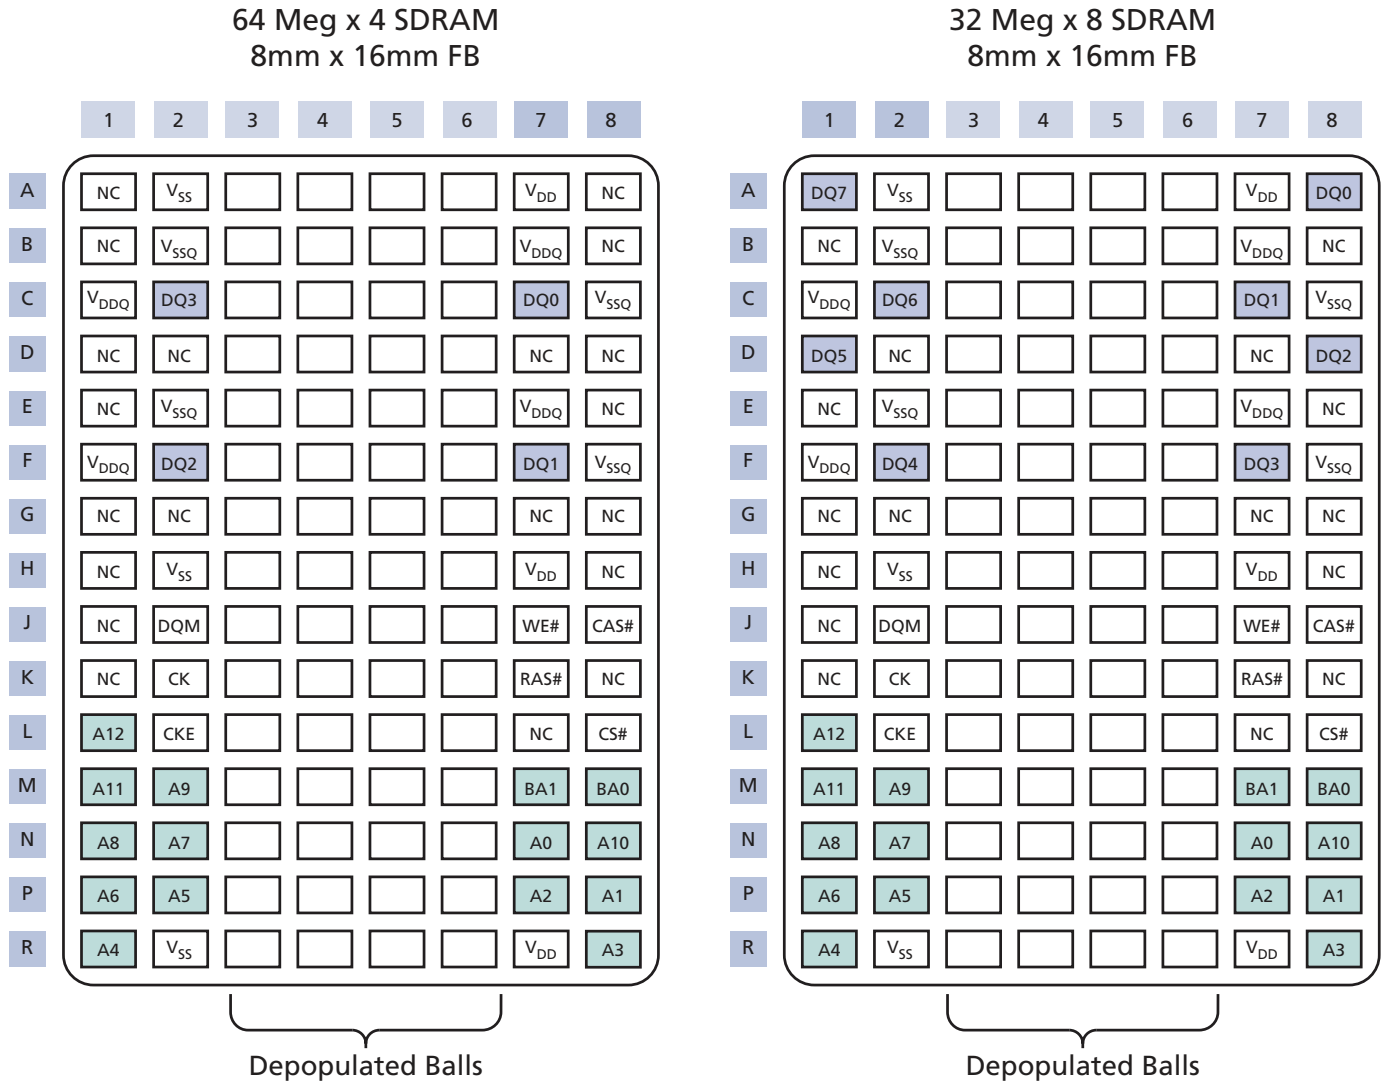 64 Meg x 4 SDRAM
8mm x 16mm FB
1 2 3 4 5 6 7 8
A NC VSS VDD NC
B NC VSSQ VDDQ NC
C VDDQ DQ3 DQ0 VSSQ
D NC NC NC NC
E NC VSSQ VDDQ NC
F VDDQ DQ2 DQ1 VSSQ
G NC NC NC NC
H NC VSS VDD NC
J NC DQM WE# CAS#
K NC CK RAS# NC
L A12 CKE NC CS#
M A11 A9 BA1 BA0
N A8 A7 A0 A10
P A6 A5 A2 A1
R A4 VSS VDD A3
Depopulated Balls
32 Meg x 8 SDRAM
8mm x 16mm FB
1 2 3 4 5 6 7 8
A DQ7 VSS VDD DQ0
B NC VSSQ VDDQ NC
C VDDQ DQ6 DQ1 VSSQ
D DQ5 NC NC DQ2
E NC VSSQ VDDQ NC
F VDDQ DQ4 DQ3 VSSQ
G NC NC NC NC
H NC VSS VDD NC
J NC DQM WE# CAS#
K NC CK RAS# NC
L A12 CKE NC CS#
M A11 A9 BA1 BA0
N A8 A7 A0 A10
P A6 A5 A2 A1
R A4 VSS VDD A3
Depopulated Balls